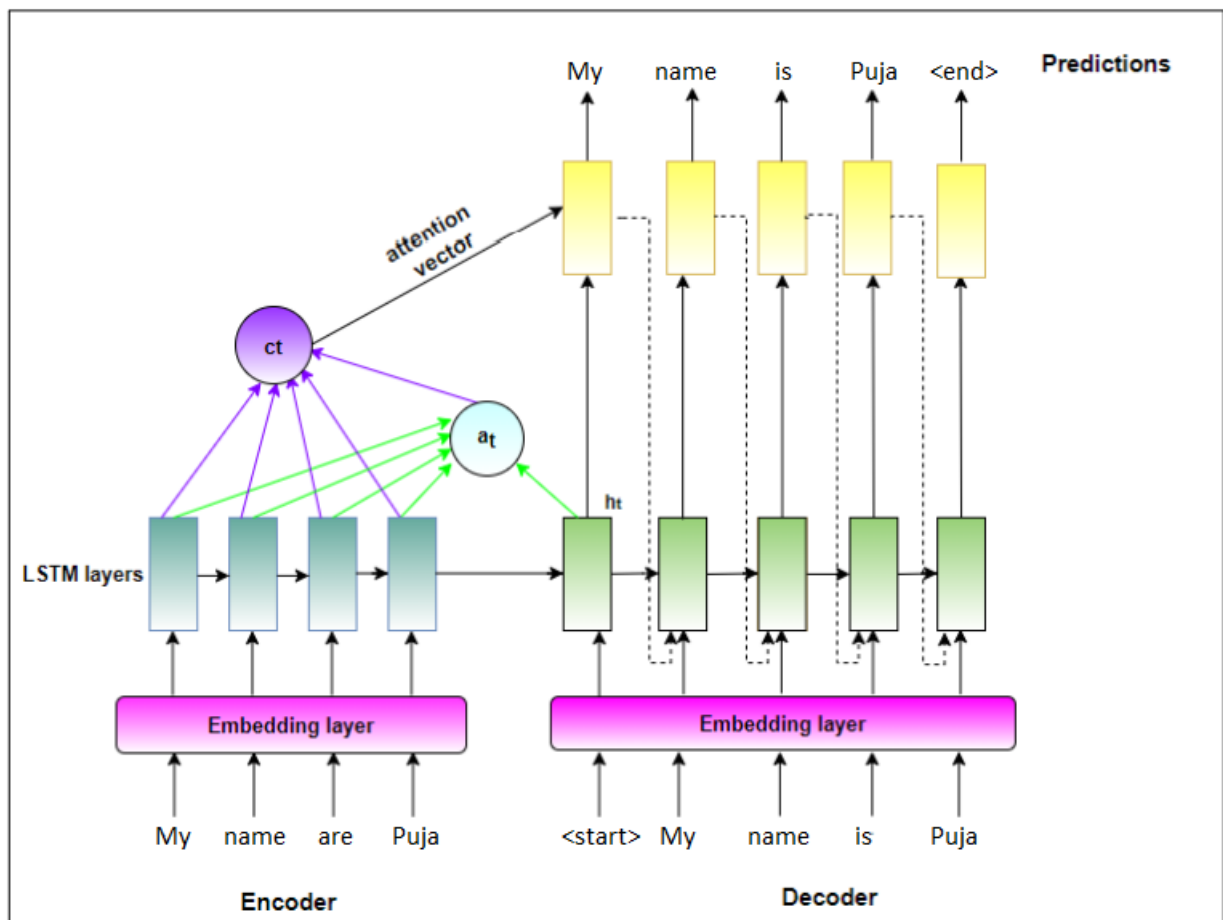 My name is Puja <end>
Predictions
attention
vector
ct
at
ht
LSTM layers
Embedding layer
Embedding layer
My name are Puja
<start> My name is Puja
Encoder
Decoder